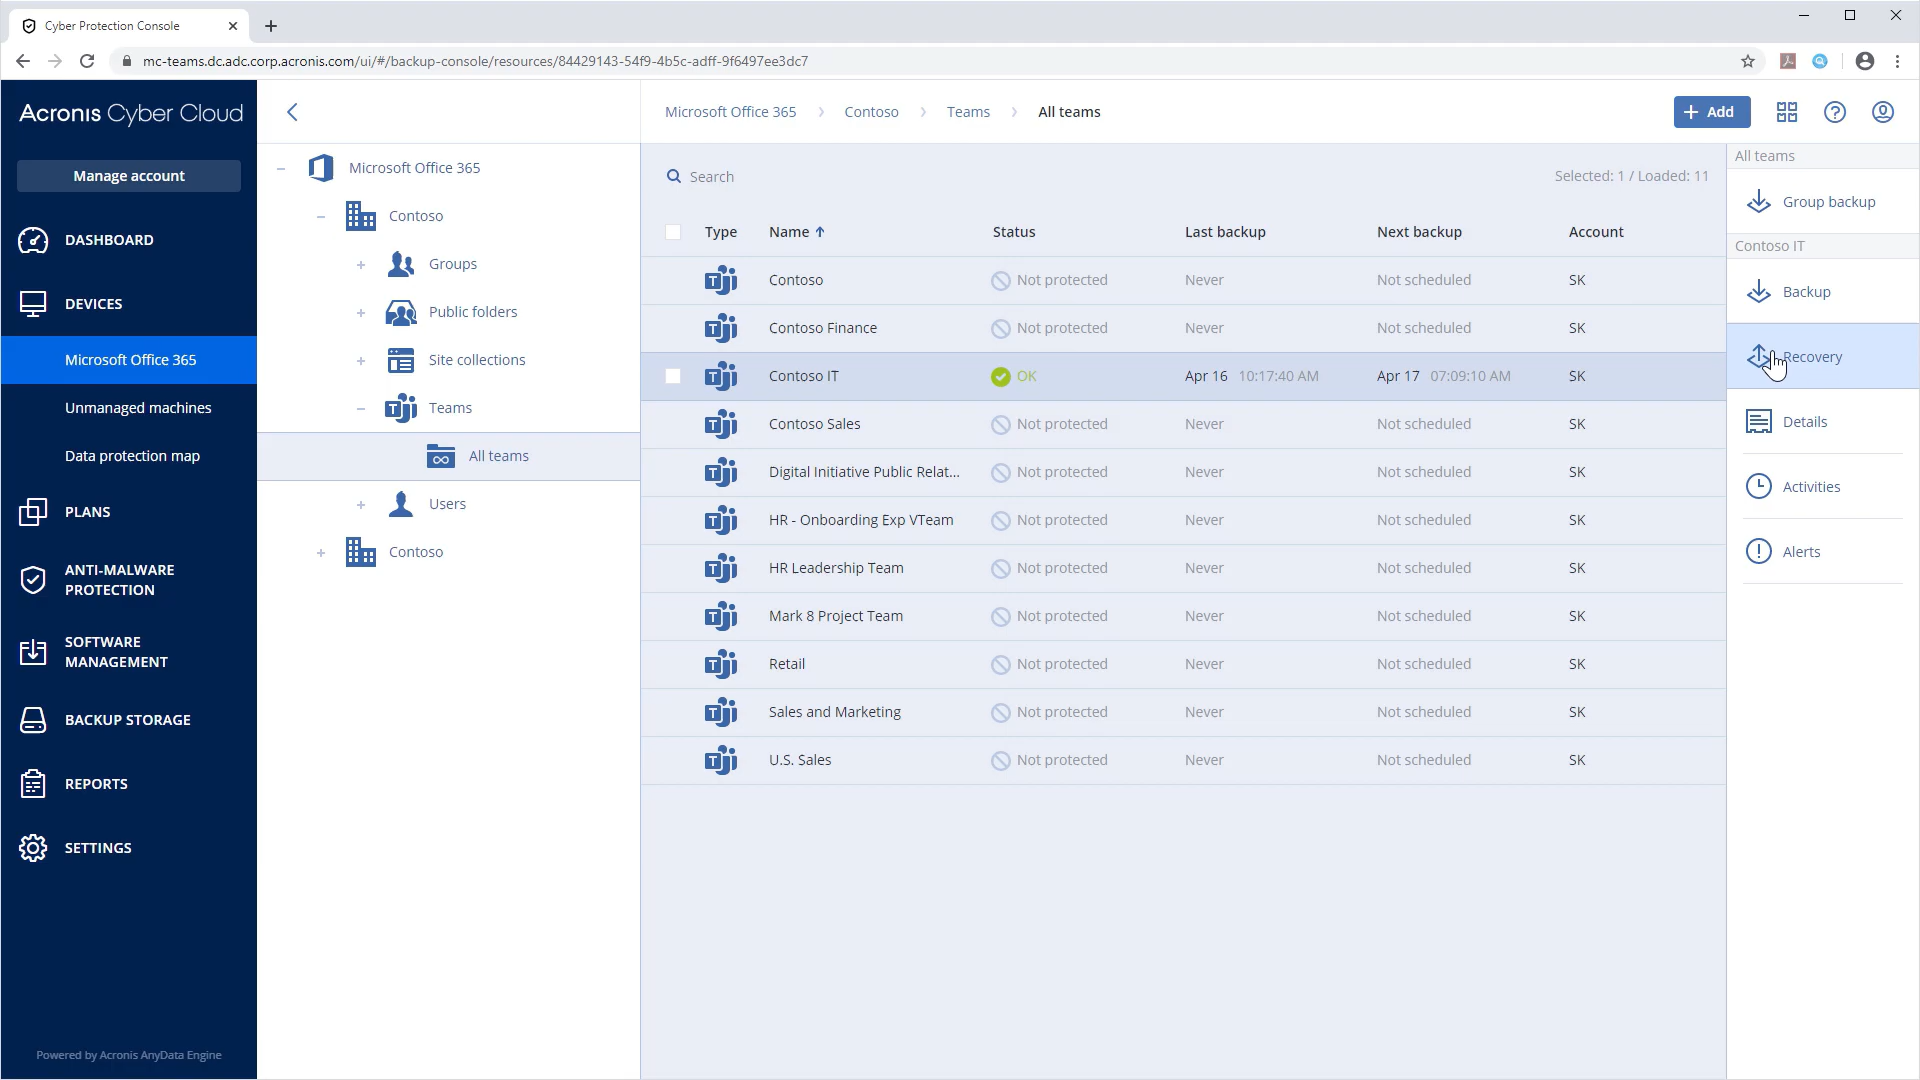 Cyber Protection Console
mc-teams.dc.adc.corp.acronis.com/ui/#/backup-console/resources/84429143-54f9-4b5c-adff-9f6497ee3dc7
Acronis Cyber Cloud
Manage account
DASHBOARD
DEVICES
Microsoft Office 365
Unmanaged machines
Data protection map
PLANS
ANTI-MALWARE
PROTECTION
SOFTWARE
MANAGEMENT
BACKUP STORAGE
REPORTS
SETTINGS
Powered by Acronis AnyData Engine
Microsoft Office 365
Contoso
Groups
Public folders
Site collections
Teams
All teams
Users
Contoso
Microsoft Office 365 Contoso Teams All teams
Add
Search
Selected: 1 / Loaded: 11
Type Name Status Last backup Next backup Account
Contoso Not protected Never Not scheduled SK
Contoso Finance Not protected Never Not scheduled SK
Contoso IT OK Apr 16 10:17:40 AM Apr 17 07:09:10 AM SK
Contoso Sales Not protected Never Not scheduled SK
Digital Initiative Public Relat... Not protected Never Not scheduled SK
HR - Onboarding Exp VTeam Not protected Never Not scheduled SK
HR Leadership Team Not protected Never Not scheduled SK
Mark 8 Project Team Not protected Never Not scheduled SK
Retail Not protected Never Not scheduled SK
Sales and Marketing Not protected Never Not scheduled SK
U.S. Sales Not protected Never Not scheduled SK
All teams
Group backup
Contoso IT
Backup
Recovery
Details
Activities
Alerts